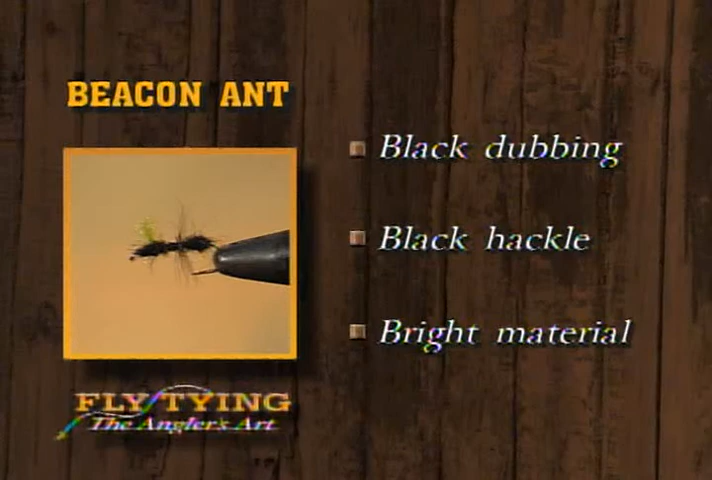 BEACON ANT
Black dubbing
Black hackle
Bright material
FLY TYING
The Angler's Art